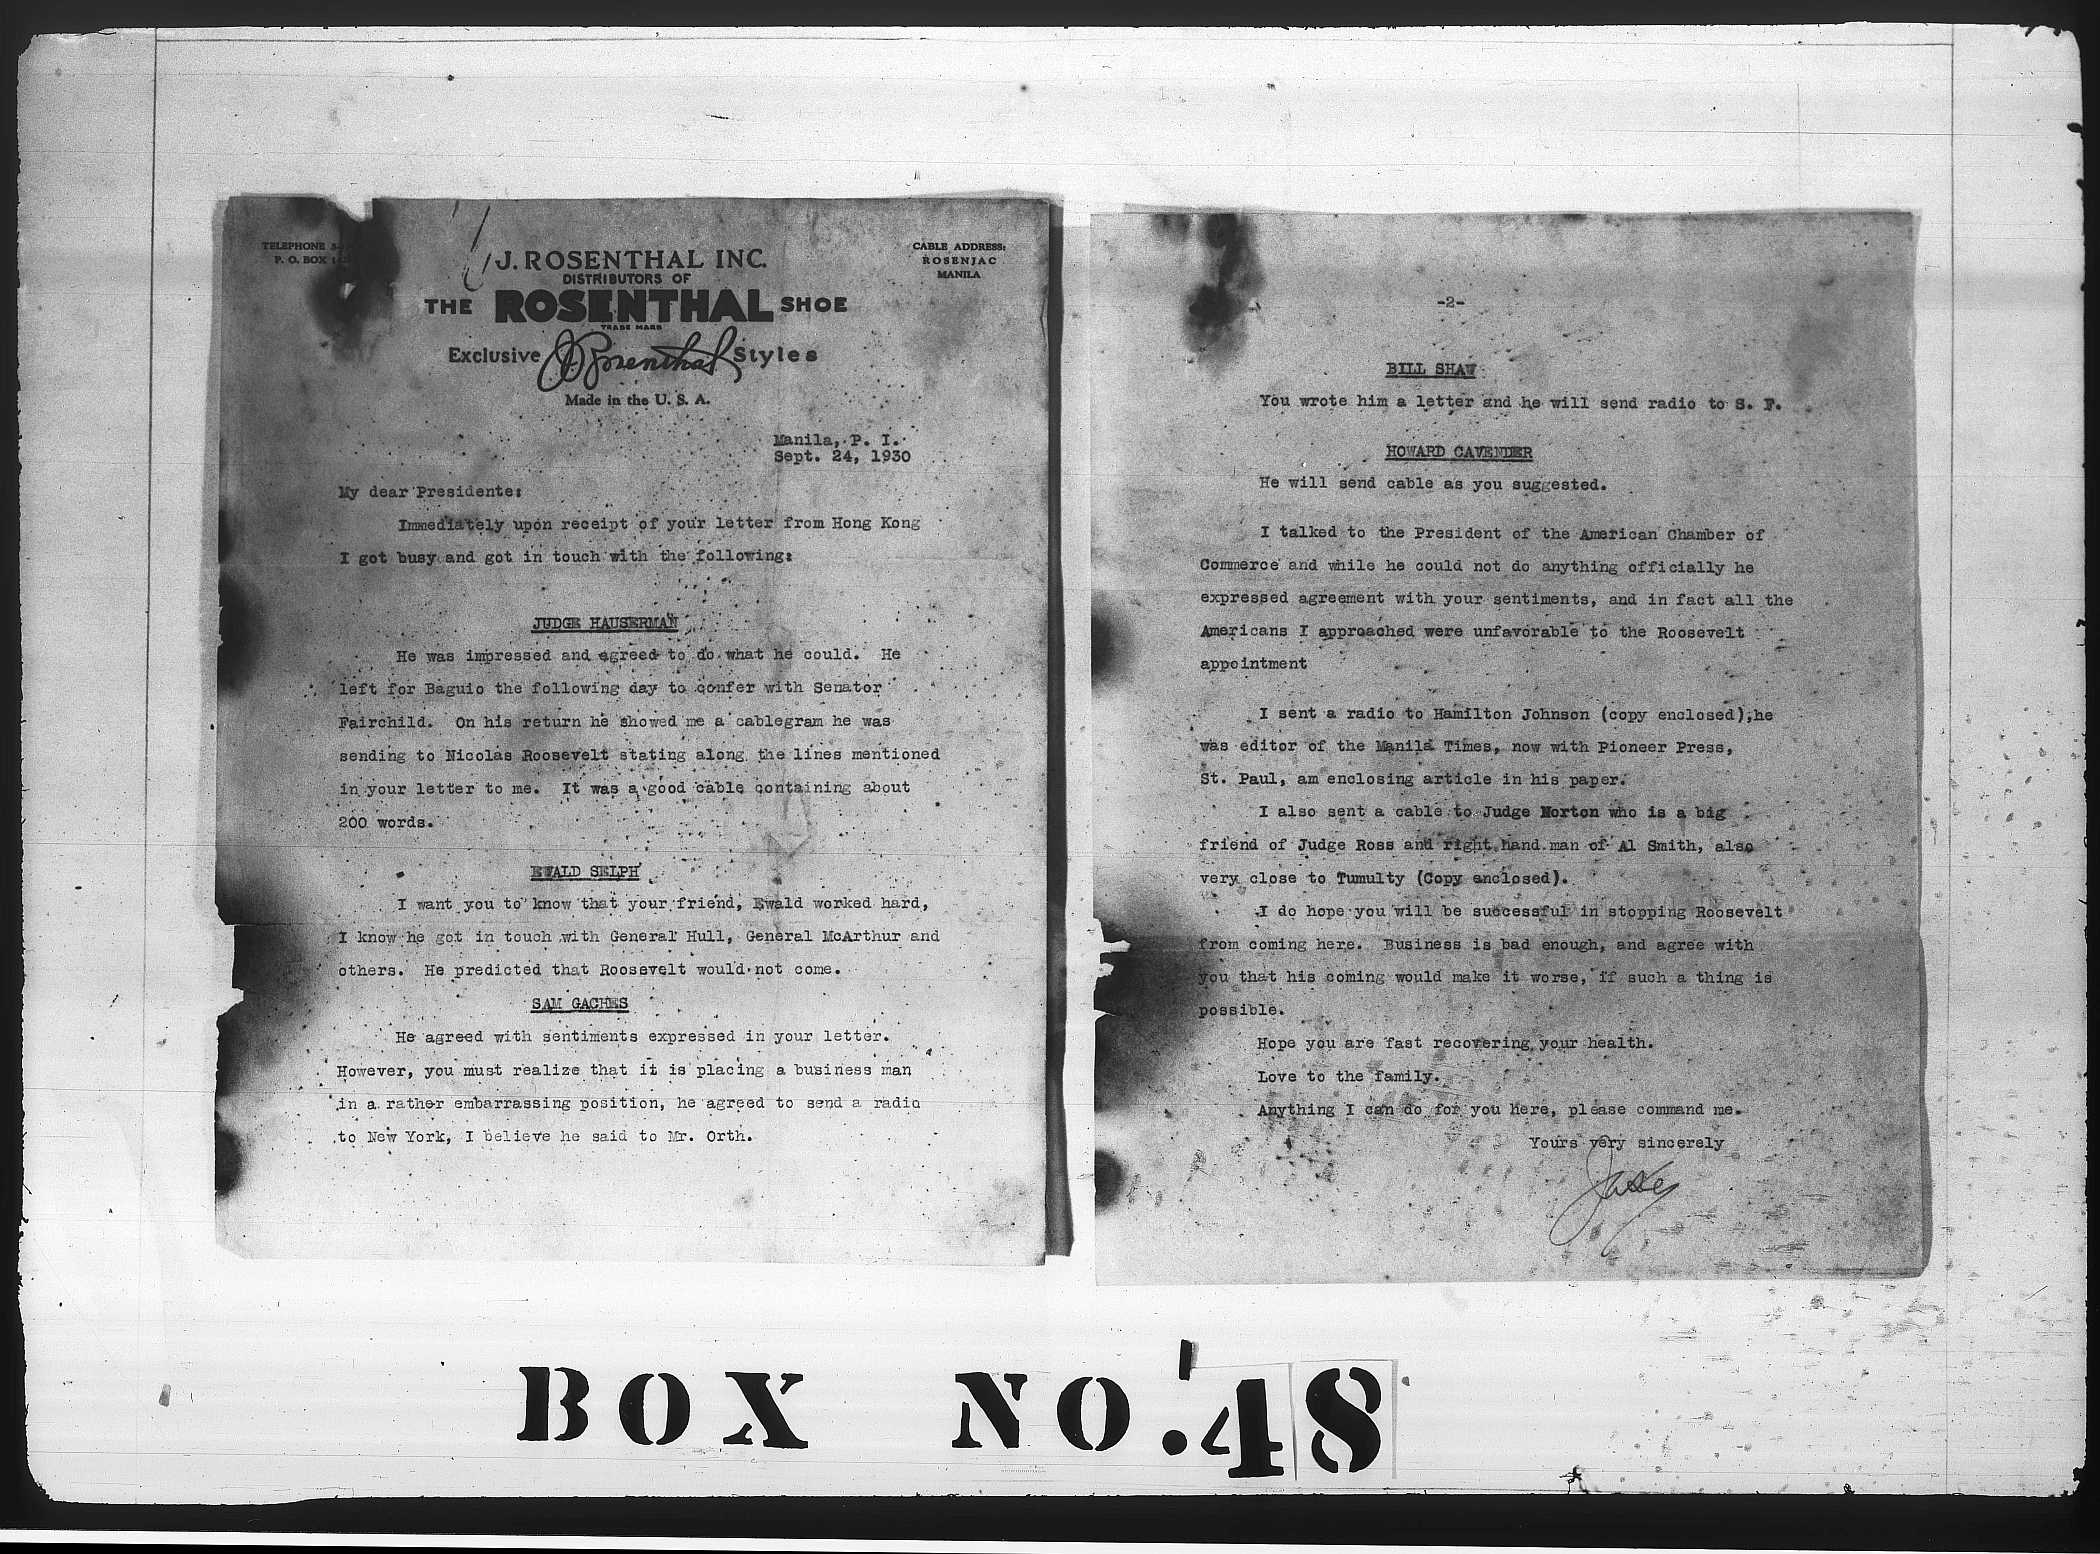 TELEPHONE
P. O. BOX
J. ROSENTHAL INC.
DISTRIBUTORS OF
THE ROSENTHAL SHOE
TRADE MARK
Exclusive J. Rosenthal Styles
Made in the U. S. A.
CABLE ADDRESS:
ROSENJAC
MANILA
Manila, P. I.
Sept. 24, 1930
My dear Presidente:
Immediately upon receipt of your letter from Hong Kong
I got busy and got in touch with the following:
JUDGE HAUSERMAN
He was impressed and agreed to do what he could. He
left for Baguio the following day to confer with Senator
Fairchild. On his return he showed me a cablegram he was
sending to Nicolas Roosevelt stating along the lines mentioned
in your letter to me. It was a good cable containing about
200 words.
EWALD SELPH
I want you to know that your friend, Ewald worked hard,
I know he got in touch with General Hull, General McArthur and
others. He predicted that Roosevelt would not come.
SAM GACHES
He agreed with sentiments expressed in your letter.
However, you must realize that it is placing a business man
in a rather embarrassing position, he agreed to send a radio
to New York, I believe he said to Mr. Orth.
-2-
BILL SHAW
You wrote him a letter and he will send radio to S. F.
HOWARD CAVENDER
He will send cable as you suggested.
I talked to the President of the American Chamber of
Commerce and while he could not do anything officially he
expressed agreement with your sentiments, and in fact all the
Americans I approached were unfavorable to the Roosevelt
appointment
I sent a radio to Hamilton Johnson (copy enclosed), he
was editor of the Manila Times, now with Pioneer Press,
St. Paul, am enclosing article in his paper.
I also sent a cable to Judge Norton who is a big
friend of Judge Ross and right hand man of Al Smith, also
very close to Tumulty (Copy enclosed).
I do hope you will be successful in stopping Roosevelt
from coming here. Business is bad enough, and agree with
you that his coming would make it worse, if such a thing is
possible.
Hope you are fast recovering your health.
Love to the family.
Anything I can do for you here, please command me.
Yours very sincerely
Jake
BOX NO. 48